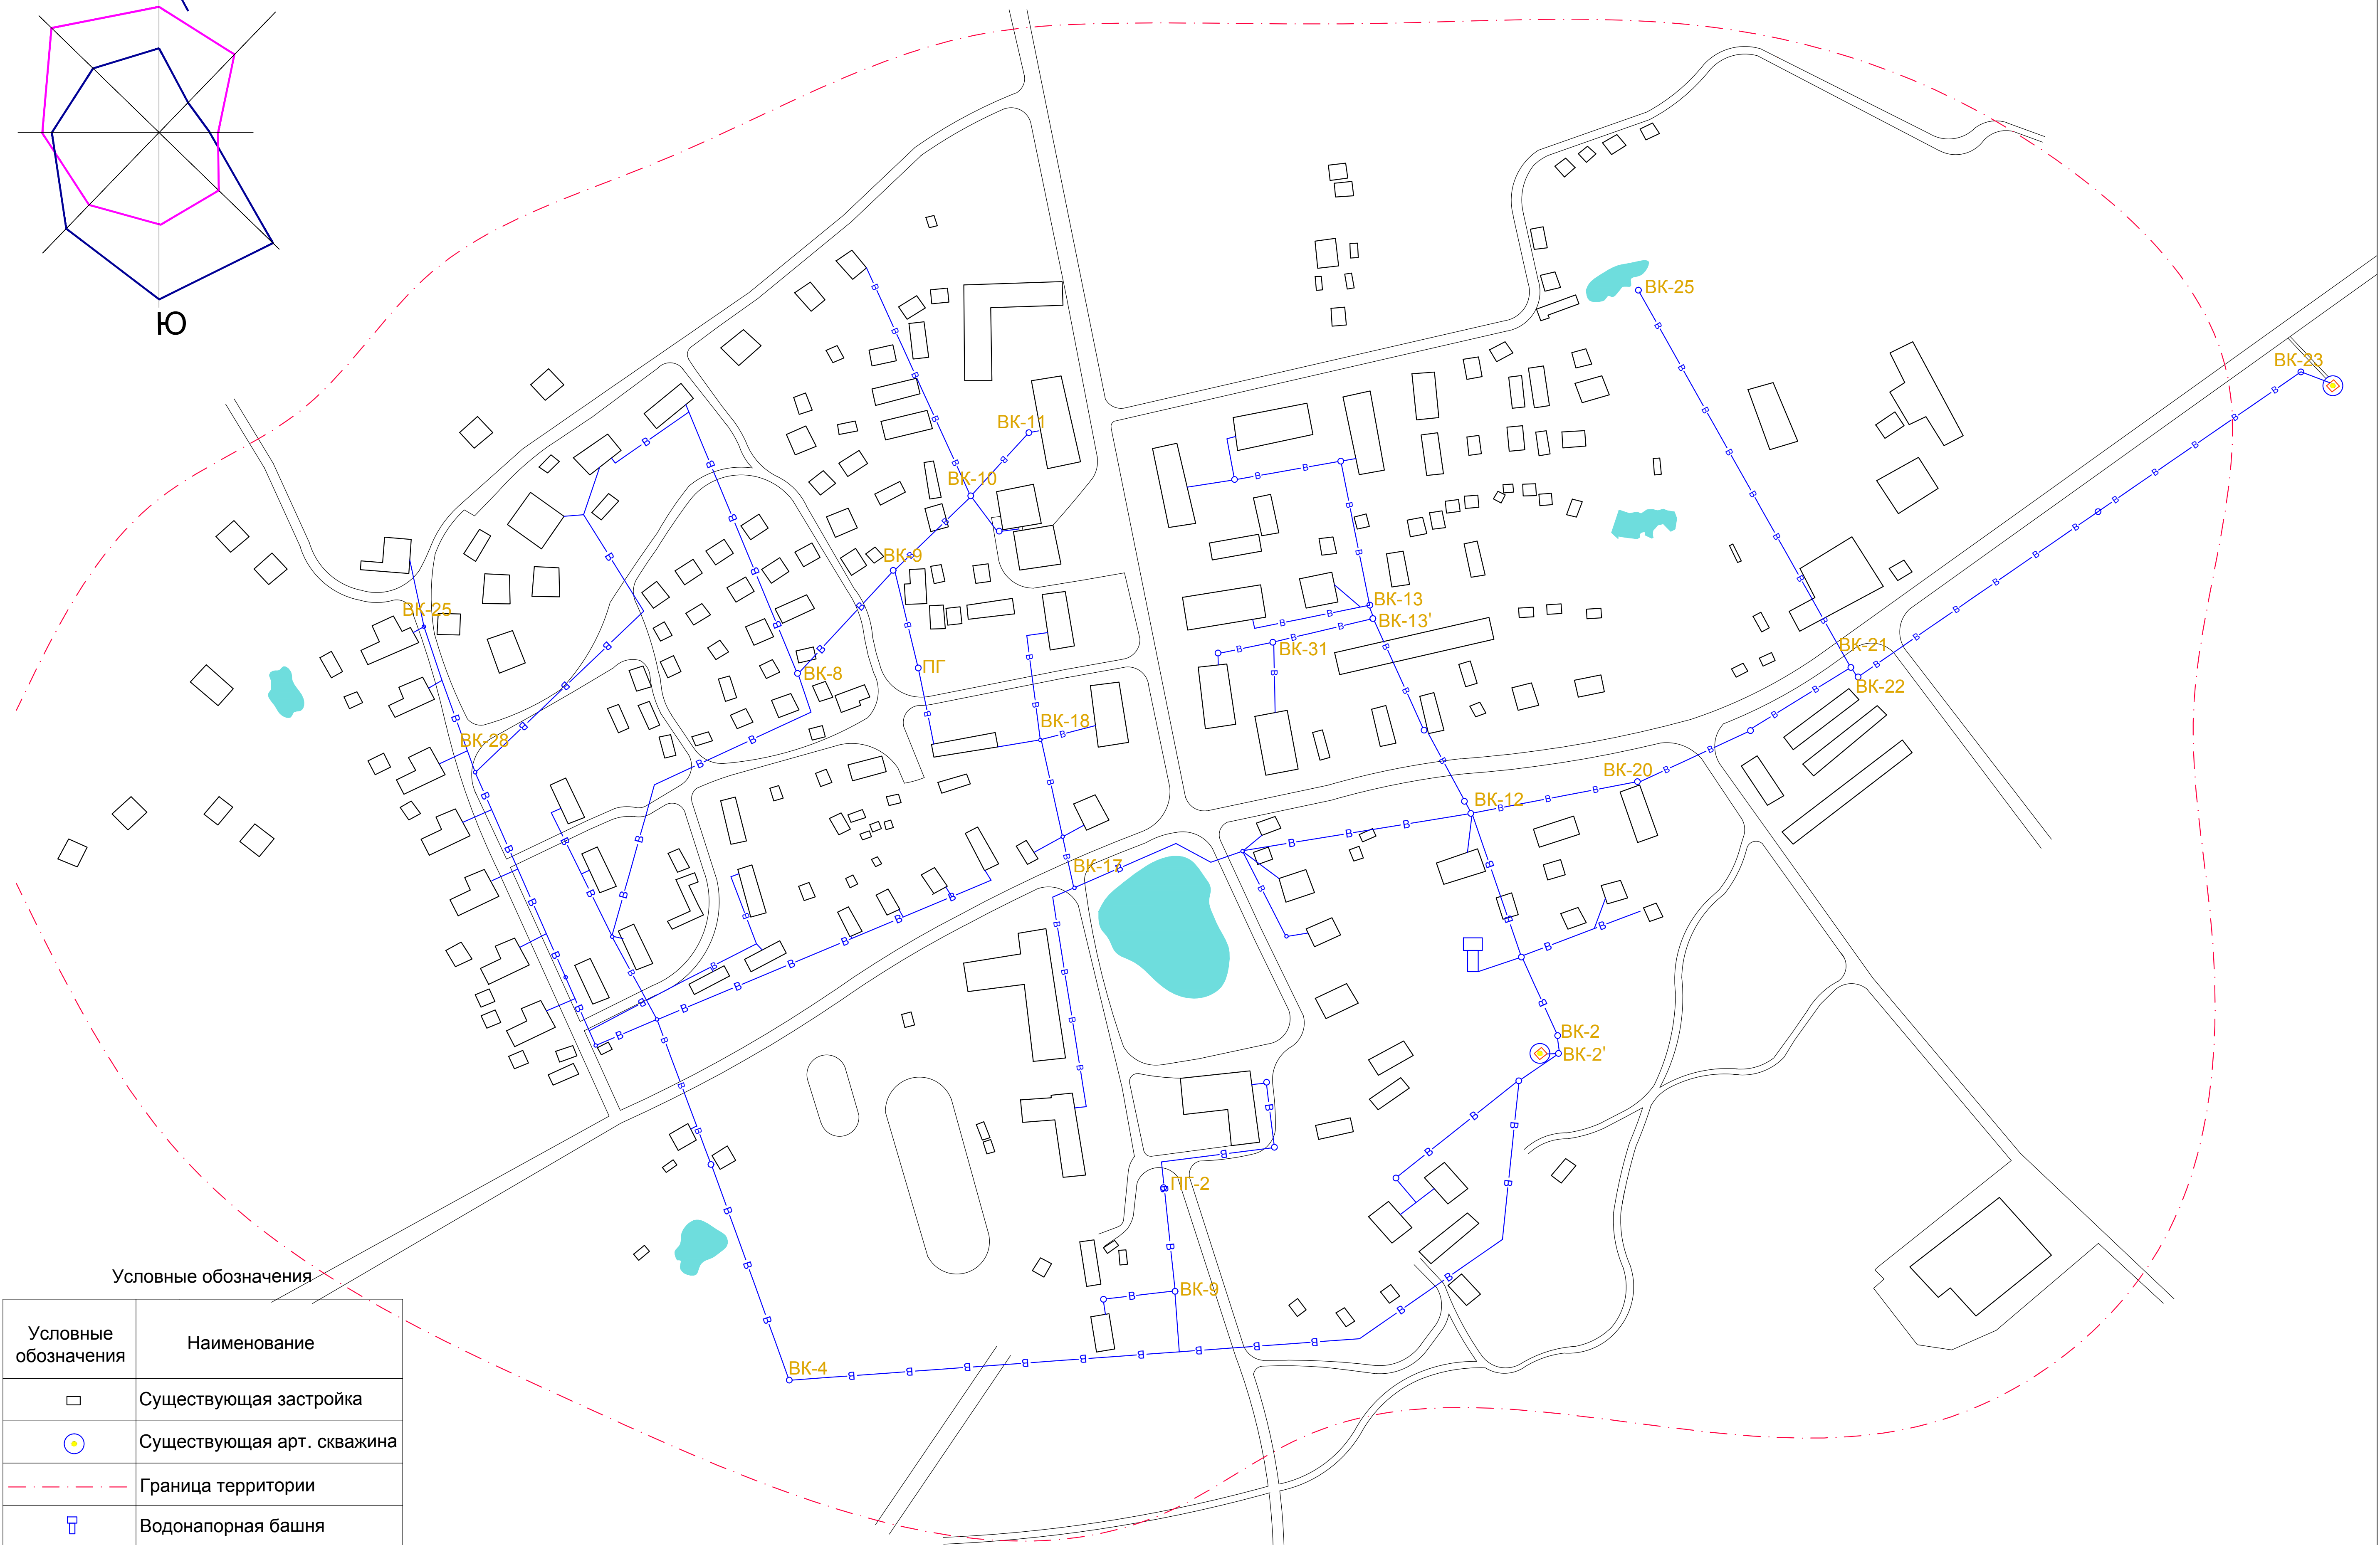 Ю
ВК-25
ВК-23
ВК-11
ВК-10
ВК-9
ВК-25
ВК-13
ВК-13'
ВК-31
ВК-21
ВК-22
ПГ
ВК-8
ВК-18
ВК-28
ВК-20
ВК-12
ВК-17
ВК-2
ВК-2'
ПГ-2
ВК-9
ВК-4
Условные обозначения
Условные
обозначения
Наименование
Существующая застройка
Существующая арт. скважина
Граница территории
Водонапорная башня